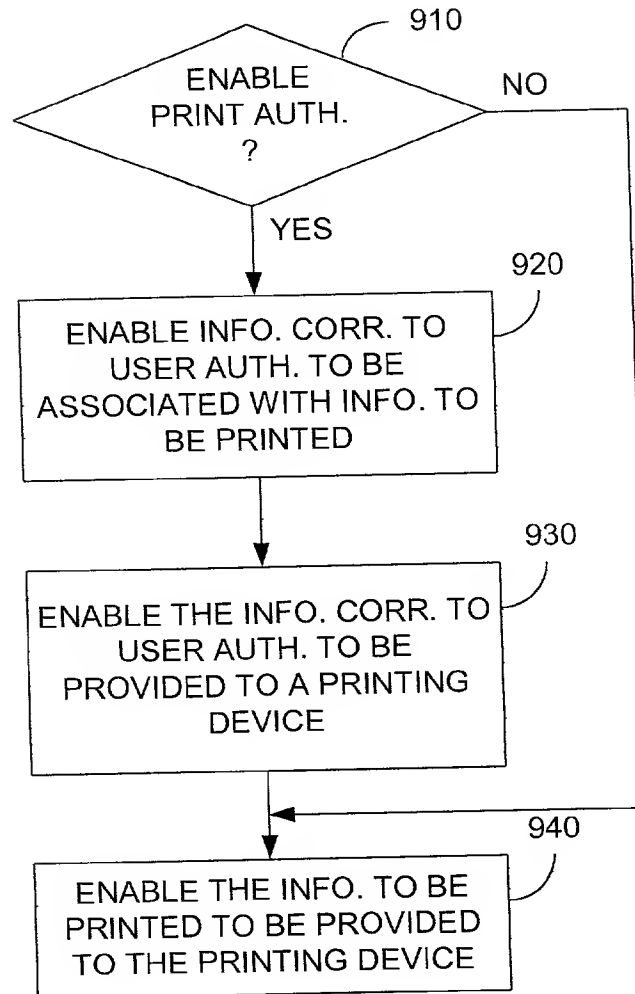 910
ENABLE
PRINT AUTH.
?
NO
YES
920
ENABLE INFO. CORR. TO
USER AUTH. TO BE
ASSOCIATED WITH INFO. TO
BE PRINTED
930
ENABLE THE INFO. CORR. TO
USER AUTH. TO BE
PROVIDED TO A PRINTING
DEVICE
940
ENABLE THE INFO. TO BE
PRINTED TO BE PROVIDED
TO THE PRINTING DEVICE